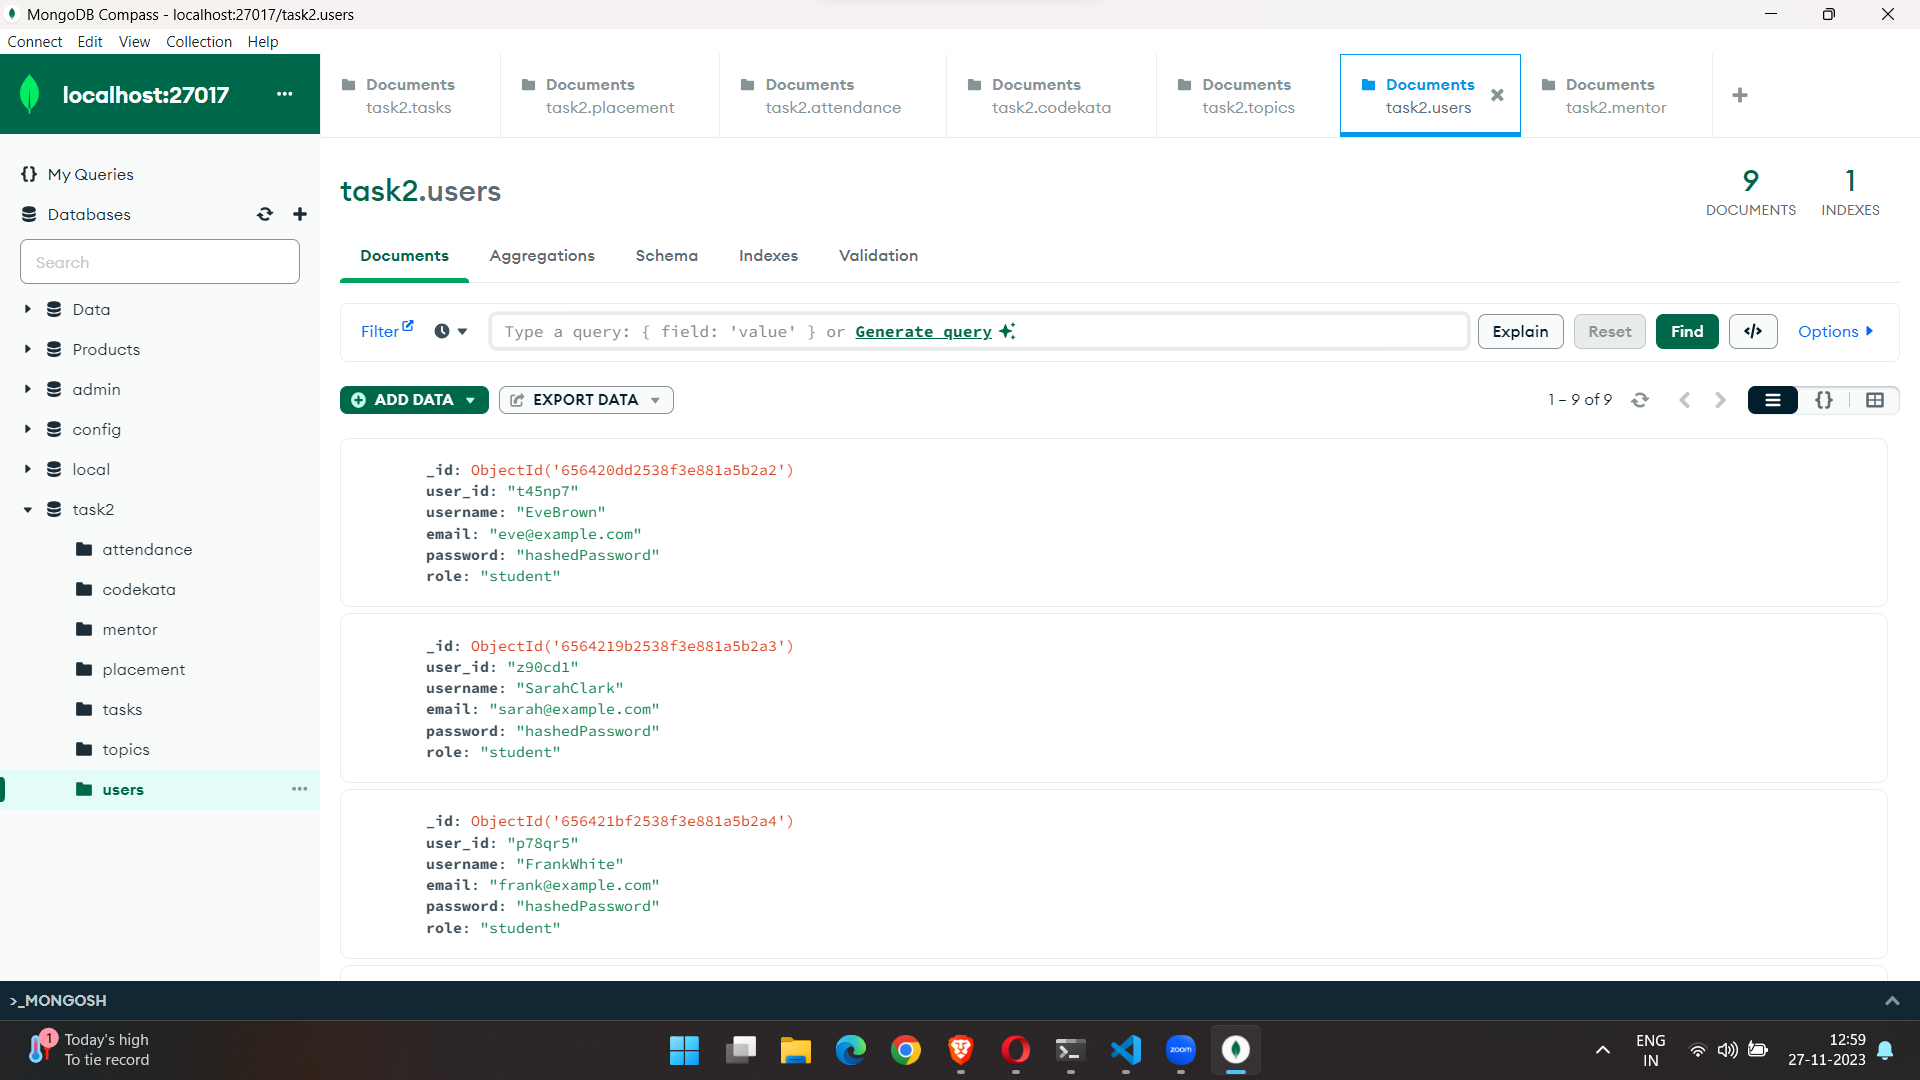 MongoDB Compass - localhost:27017/task2.users
Connect Edit View Collection Help
localhost:27017
Documents
task2.tasks
Documents
task2.placement
Documents
task2.attendance
Documents
task2.codekata
Documents
task2.topics
Documents
task2.users
Documents
task2.mentor
My Queries
Databases
Search
Data
Products
admin
config
local
task2
attendance
codekata
mentor
placement
tasks
topics
users
task2.users
9
DOCUMENTS
1
INDEXES
Documents Aggregations Schema Indexes Validation
Filter Type a query: { field: 'value' } or Generate query Explain Reset Find </> Options
ADD DATA EXPORT DATA 1 – 9 of 9 {}
_id: ObjectId('656420dd2538f3e881a5b2a2')
user_id: "t45np7"
username: "EveBrown"
email: "eve@example.com"
password: "hashedPassword"
role: "student"
_id: ObjectId('6564219b2538f3e881a5b2a3')
user_id: "z90cd1"
username: "SarahClark"
email: "sarah@example.com"
password: "hashedPassword"
role: "student"
_id: ObjectId('656421bf2538f3e881a5b2a4')
user_id: "p78qr5"
username: "FrankWhite"
email: "frank@example.com"
password: "hashedPassword"
role: "student"
>_MONGOSH
1
Today's high
To tie record
zoom
ENG
IN
12:59
27-11-2023